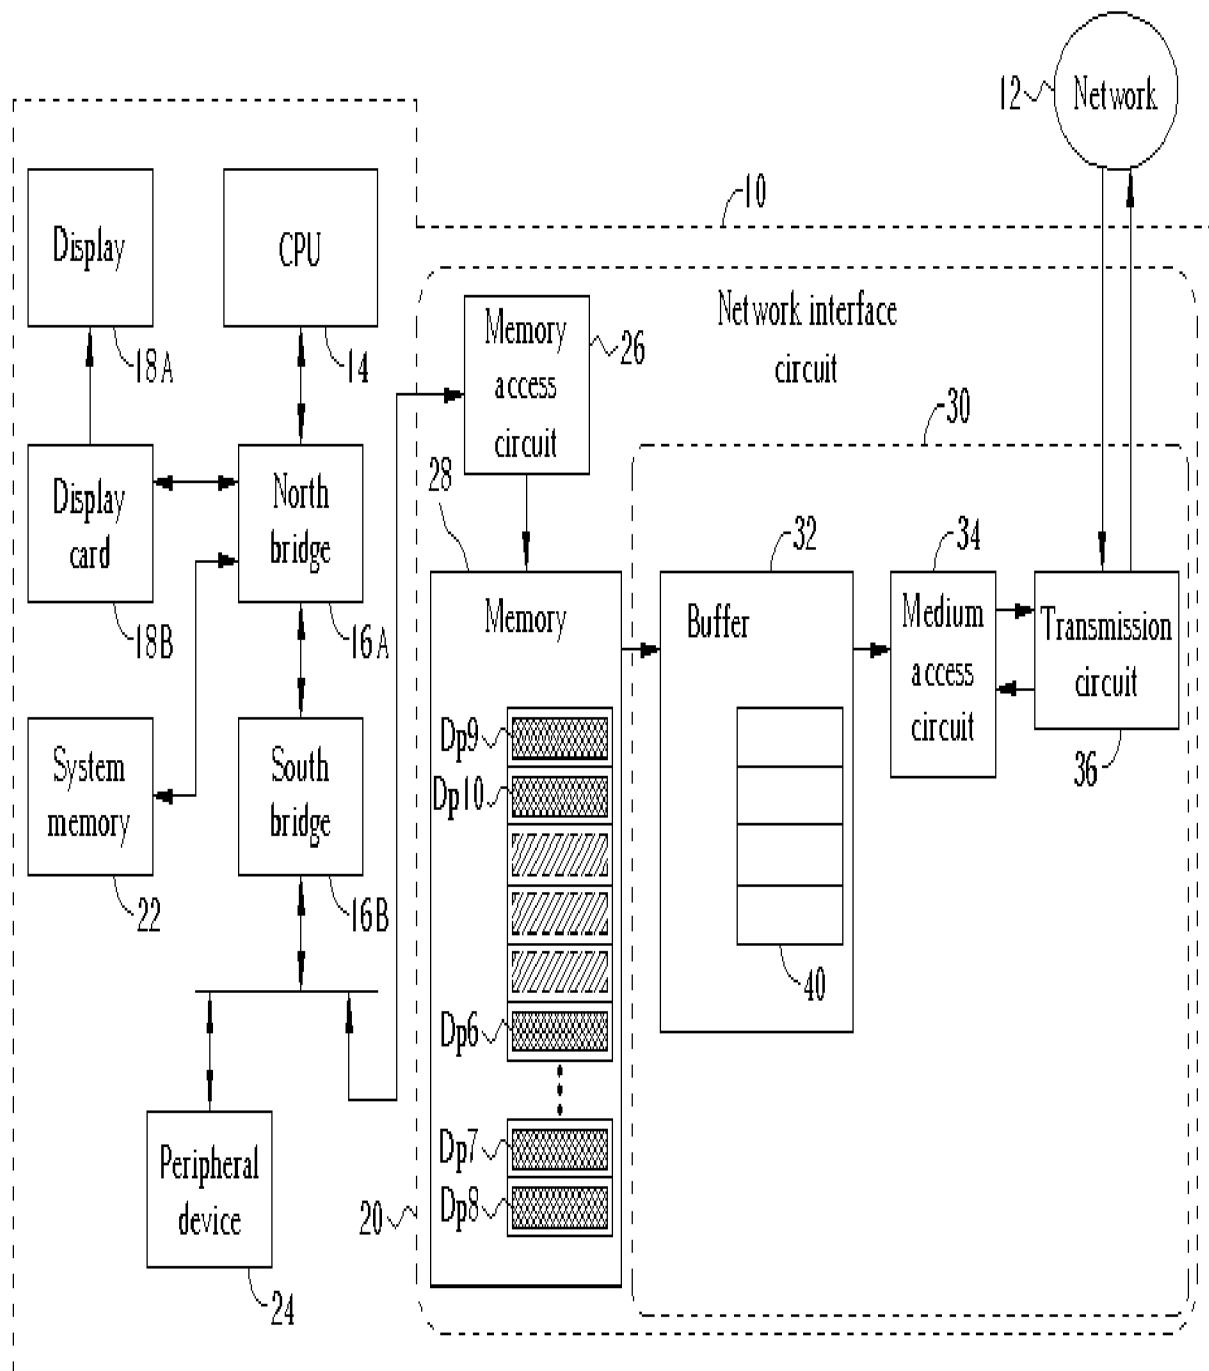 12
Network
10
Display
18A
CPU
14
Memory
access
circuit
26
Network interface
circuit
30
Display
card
18B
North
bridge
16A
28
Memory
32
Buffer
34
Medium
access
circuit
Transmission
circuit
36
System
memory
22
South
bridge
16B
Dp9
Dp10
Dp6
Dp7
Dp8
40
Peripheral
device
24
20